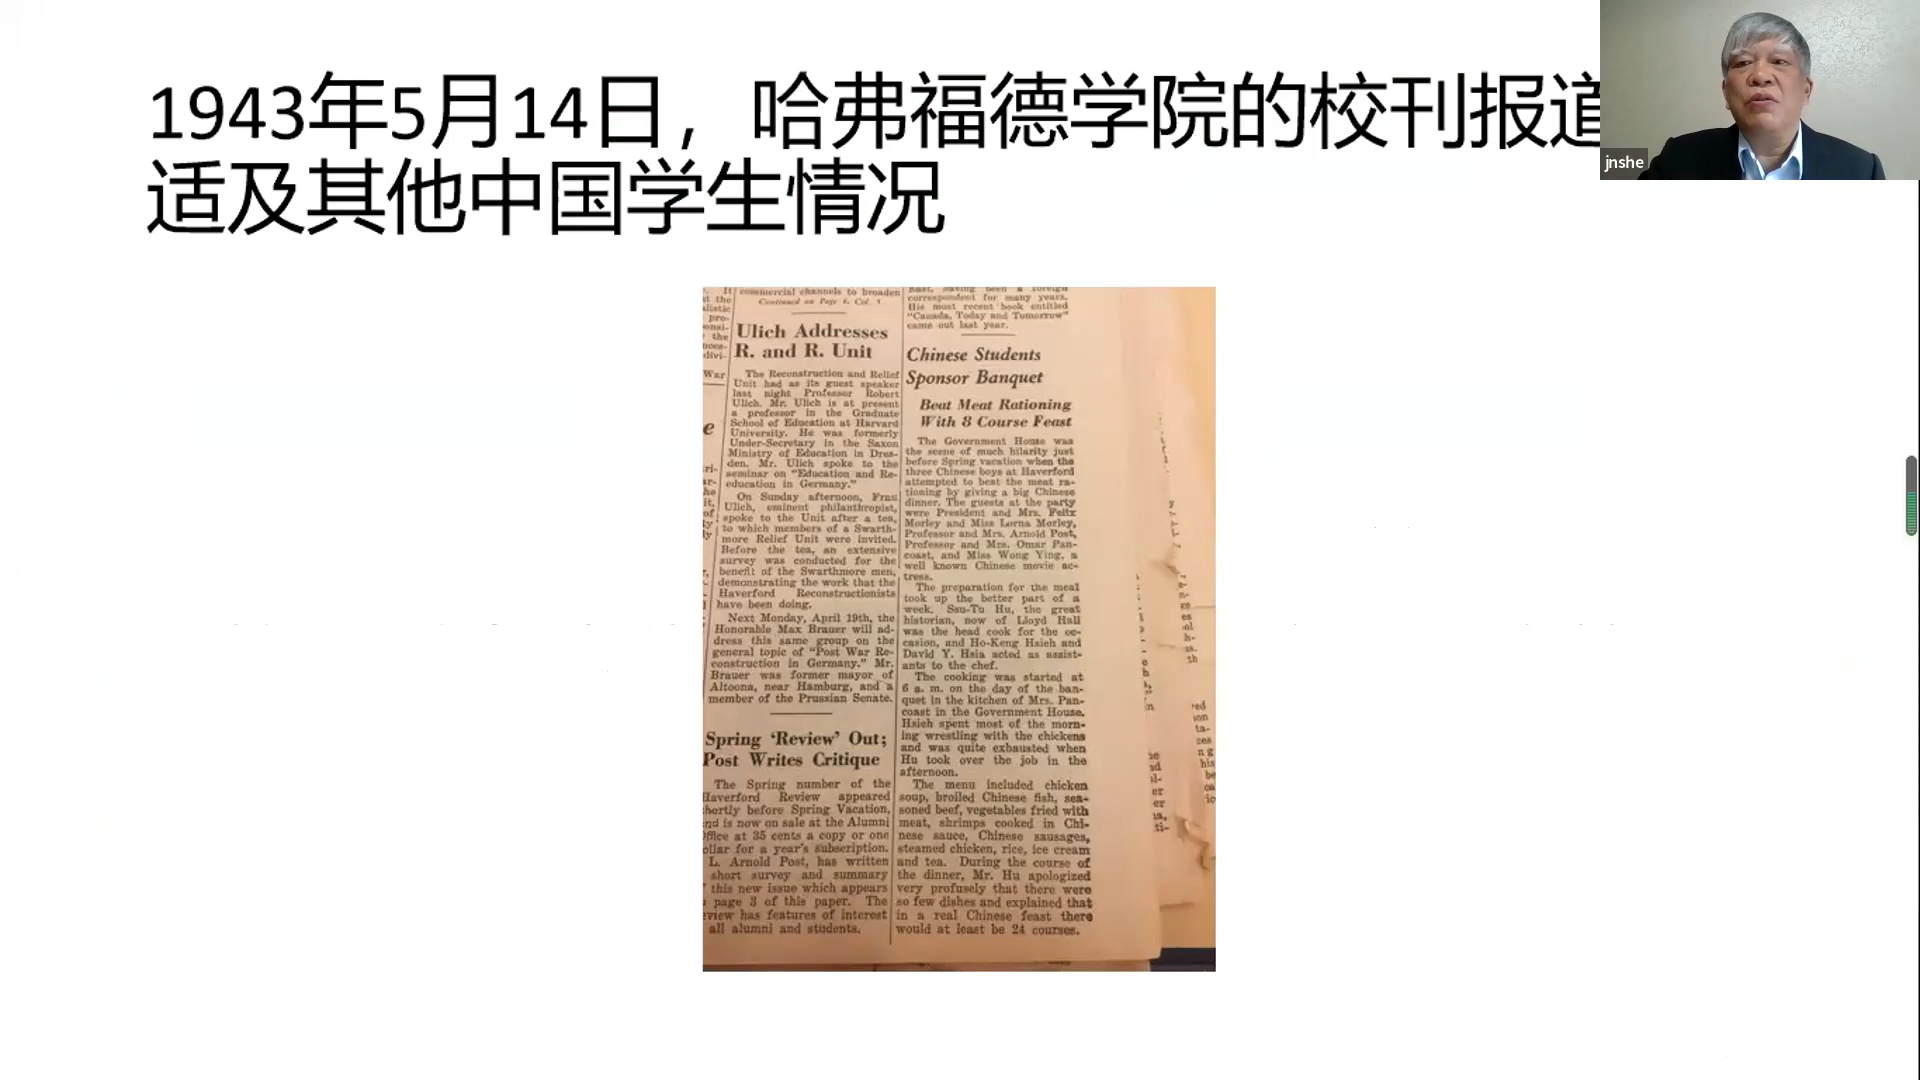 1943年5月14日，哈弗福德学院的校刊报道
适及其他中国学生情况
jnshe
commercial channels to broaden
Continued on Page 6, Col. 1
Ulich Addresses
R. and R. Unit
The Reconstruction and Relief
Unit had as its guest speaker
last night Professor Robert
Ulich. Mr. Ulich is at present
a professor in the Graduate
School of Education at Harvard
University. He was formerly
Under-Secretary in the Saxon
Ministry of Education in Dres-
den. Mr. Ulich spoke to the
seminar on "Education and Re-
education in Germany."
On Sunday afternoon, Frau
Ulich, eminent philanthropist,
spoke to the Unit after a tea,
to which members of a Swarth-
more Relief Unit were invited.
Before the tea, an extensive
survey was conducted for the
benefit of the Swarthmore men,
demonstrating the work that the
Haverford Reconstructionists
have been doing.
Next Monday, April 19th, the
Honorable Max Brauer will ad-
dress this same group on the
general topic of "Post War Re-
construction in Germany." Mr.
Brauer was former mayor of
Altoona, near Hamburg, and a
member of the Prussian Senate.
Spring 'Review' Out;
Post Writes Critique
The Spring number of the
Haverford Review appeared
shortly before Spring Vacation,
and is now on sale at the Alumni
Office at 35 cents a copy or one
dollar for a year's subscription.
L. Arnold Post, has written
short survey and summary
this new issue which appears
page 3 of this paper. The
eview has features of interest
all alumni and students.
East, having been a foreign
correspondent for many years.
His most recent book entitled
"Canada, Today and Tomorrow"
came out last year.
Chinese Students
Sponsor Banquet
Beat Meat Rationing
With 8 Course Feast
The Government House was
the scene of much hilarity just
before Spring vacation when the
three Chinese boys at Haverford
attempted to beat the meat ra-
tioning by giving a big Chinese
dinner. The guests at the party
were President and Mrs. Felix
Morley and Miss Lorna Morley,
Professor and Mrs. Arnold Post,
Professor and Mrs. Omar Pan-
coast, and Miss Wong Ying, a
well known Chinese movie ac-
tress.
The preparation for the meal
took up the better part of a
week. Ssu-Tu Hu, the great
historian, now of Lloyd Hall
was the head cook for the oc-
casion, and Ho-Keng Hsieh and
David Y. Hsia acted as assist-
ants to the chef.
The cooking was started at
6 a. m. on the day of the ban-
quet in the kitchen of Mrs. Pan-
coast in the Government House.
Hsieh spent most of the morn-
ing wrestling with the chickens
and was quite exhausted when
Hu took over the job in the
afternoon.
The menu included chicken
soup, broiled Chinese fish, sea-
soned beef, vegetables fried with
meat, shrimps cooked in Chi-
nese sauce, Chinese sausages,
steamed chicken, rice, ice cream
and tea. During the course of
the dinner, Mr. Hu apologized
very profusely that there were
so few dishes and explained that
in a real Chinese feast there
would at least be 24 courses.